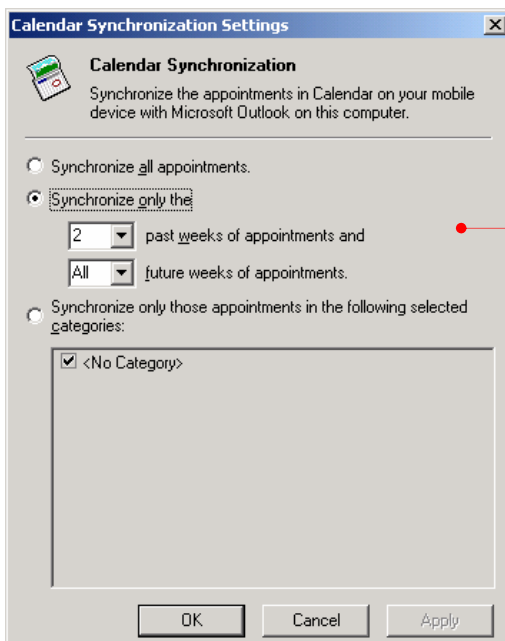 Calendar Synchronization Settings
Calendar Synchronization
Synchronize the appointments in Calendar on your mobile
device with Microsoft Outlook on this computer.
Synchronize all appointments.
Synchronize only the
2 past weeks of appointments and
All future weeks of appointments.
Synchronize only those appointments in the following selected
categories:
<No Category>
OK Cancel Apply